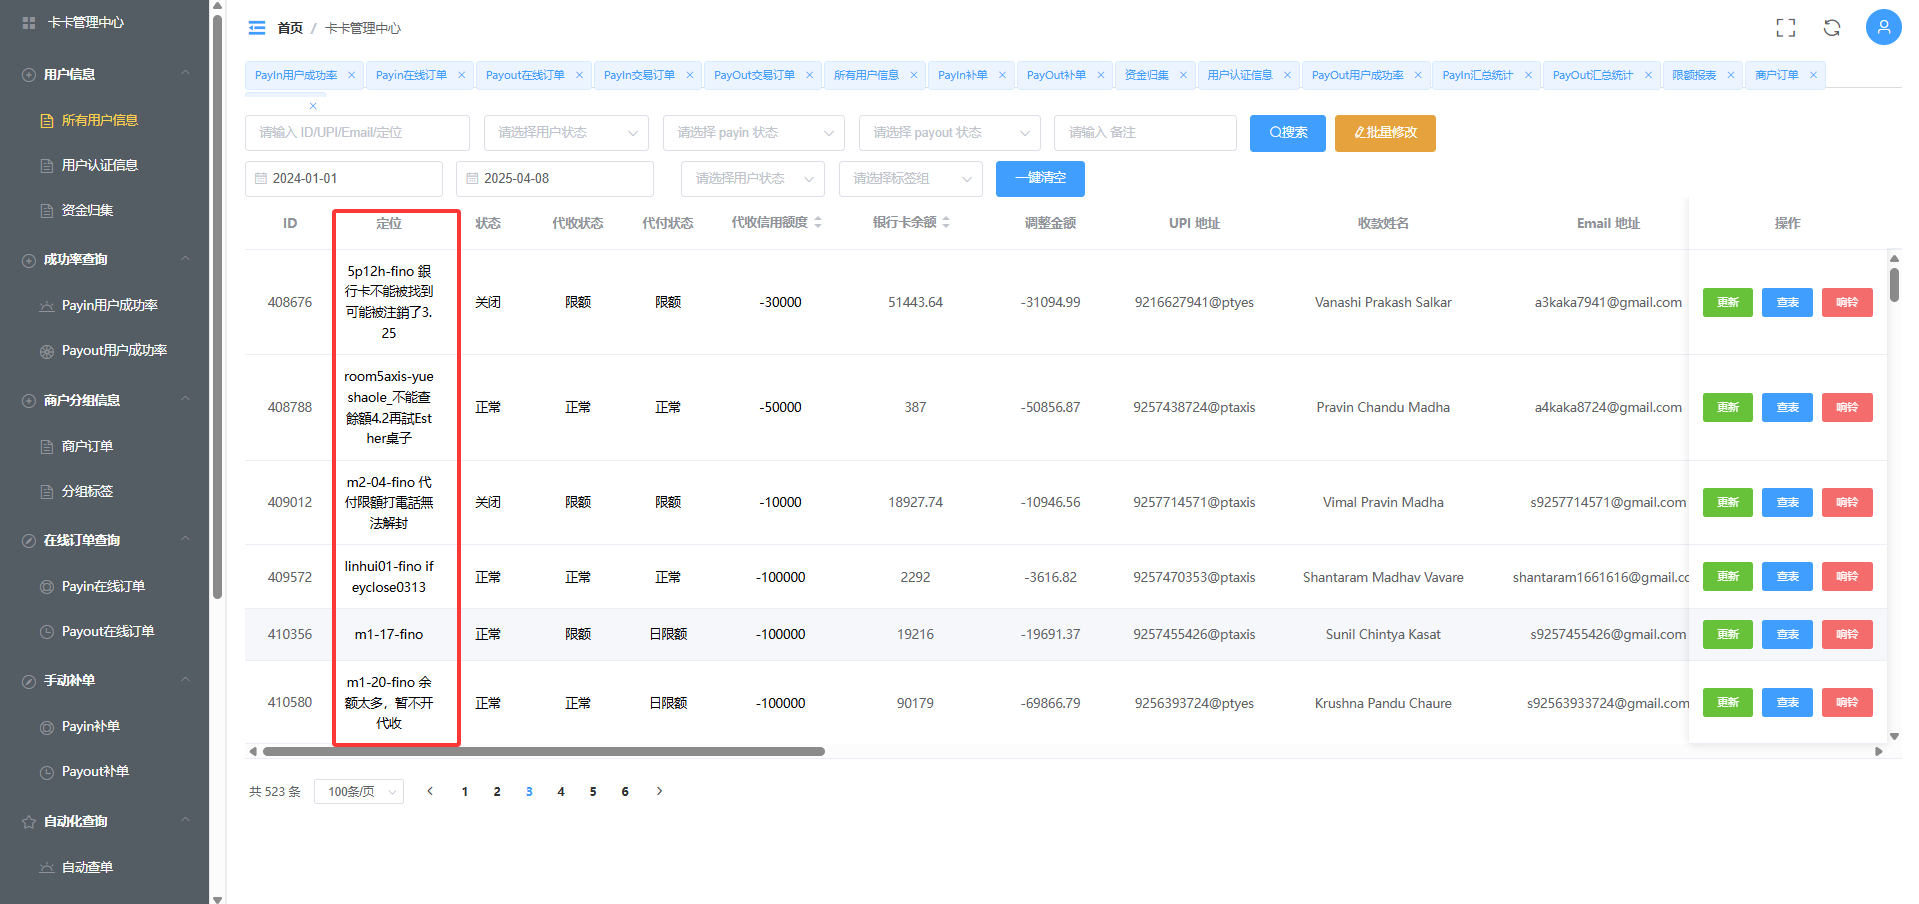 卡卡管理中心
用户信息
所有用户信息
用户认证信息
资金归集
成功率查询
Payin用户成功率
Payout用户成功率
商户分组信息
商户订单
分组标签
在线订单查询
Payin在线订单
Payout在线订单
手动补单
Payin补单
Payout补单
自动化查询
自动查单
首页 / 卡卡管理中心
PayIn用户成功率 × Payin在线订单 × Payout在线订单 × PayIn交易订单 × PayOut交易订单 × 所有用户信息 × PayIn补单 × PayOut补单 × 资金归集 × 用户认证信息 × PayOut用户成功率 × PayIn汇总统计 × PayOut汇总统计 × 限额报表 × 商户订单 ×
×
请输入 ID/UPI/Email/定位 请选择用户状态 请选择 payin 状态 请选择 payout 状态 请输入 备注 搜索 批量修改
2024-01-01 2025-04-08 请选择用户状态 请选择标签组 一键清空
ID 定位 状态 代收状态 代付状态 代收信用额度 银行卡余额 调整金额 UPI 地址 收款姓名 Email 地址 操作
408676 5p12h-fino 銀 关闭 限额 限额 -30000 51443.64 -31094.99 9216627941@ptyes Vanashi Prakash Salkar a3kaka7941@gmail.com 更新 查表 响铃
行卡不能被找到
可能被注銷了3.
25
408788 room5axis-yue 正常 正常 正常 -50000 387 -50856.87 9257438724@ptaxis Pravin Chandu Madha a4kaka8724@gmail.com 更新 查表 响铃
shaole_不能查
餘額4.2再試Est
her桌子
409012 m2-04-fino 代 关闭 限额 限额 -10000 18927.74 -10946.56 9257714571@ptaxis Vimal Pravin Madha s9257714571@gmail.com 更新 查表 响铃
付限額打電話無
法解封
409572 linhui01-fino if 正常 正常 正常 -100000 2292 -3616.82 9257470353@ptaxis Shantaram Madhav Vavare shantaram1661616@gmail.cc 更新 查表 响铃
eyclose0313
410356 m1-17-fino 正常 限额 日限额 -100000 19216 -19691.37 9257455426@ptaxis Sunil Chintya Kasat s9257455426@gmail.com 更新 查表 响铃
410580 m1-20-fino 余 正常 正常 日限额 -100000 90179 -69866.79 9256393724@ptyes Krushna Pandu Chaure s92563933724@gmail.com 更新 查表 响铃
额太多，暂不开
代收
共 523 条 100条/页 1 2 3 4 5 6